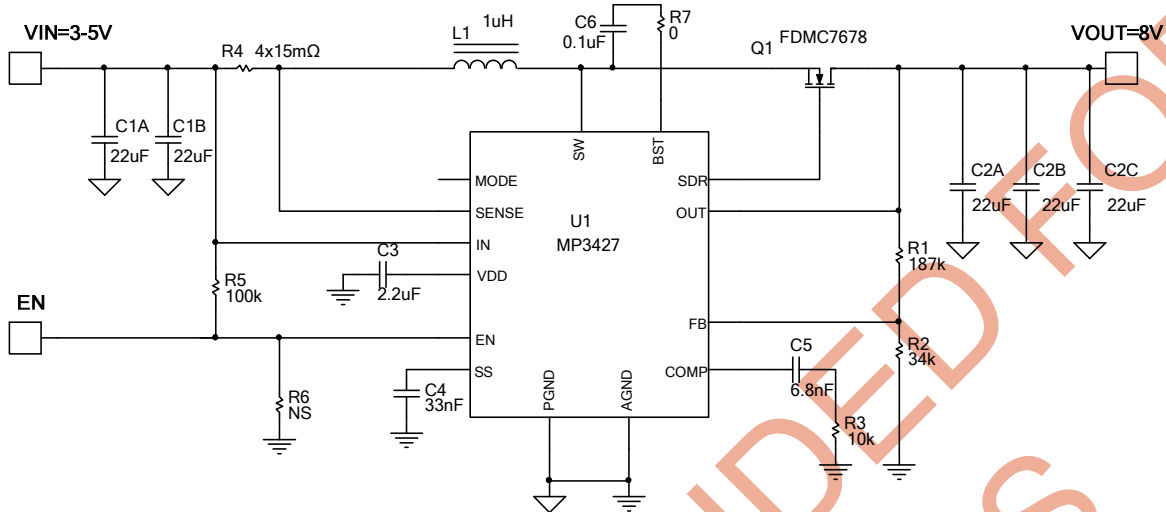 VIN=3-5V
R4 4x15mΩ
L1
1uH
C6
0.1uF
R7
0
Q1
FDMC7678
VOUT=8V
C1A
22uF
C1B
22uF
SW
BST
MODE
SENSE
IN
VDD
EN
SS
SDR
OUT
FB
COMP
PGND
AGND
U1
MP3427
C2A
22uF
C2B
22uF
C2C
22uF
C3
2.2uF
R5
100k
R1
187k
EN
R6
NS
C4
33nF
C5
6.8nF
R2
34k
R3
10k